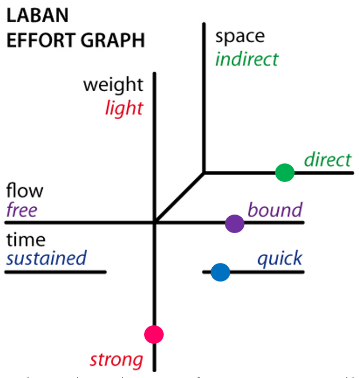 LABAN
EFFORT GRAPH
space
indirect
weight
light
direct
flow
free
bound
time
sustained
quick
strong